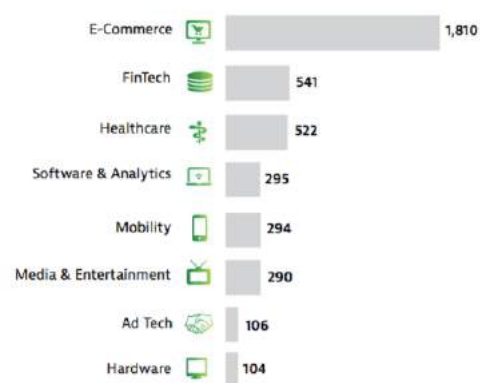 E-Commerce 1,810
FinTech 541
Healthcare 522
Software & Analytics 295
Mobility 294
Media & Entertainment 290
Ad Tech 106
Hardware 104